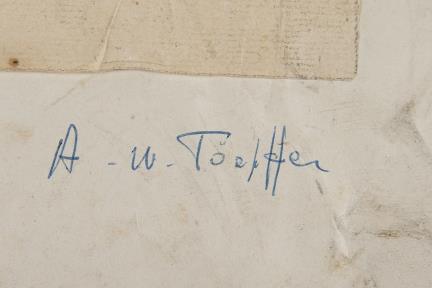 A - W - Töpffer